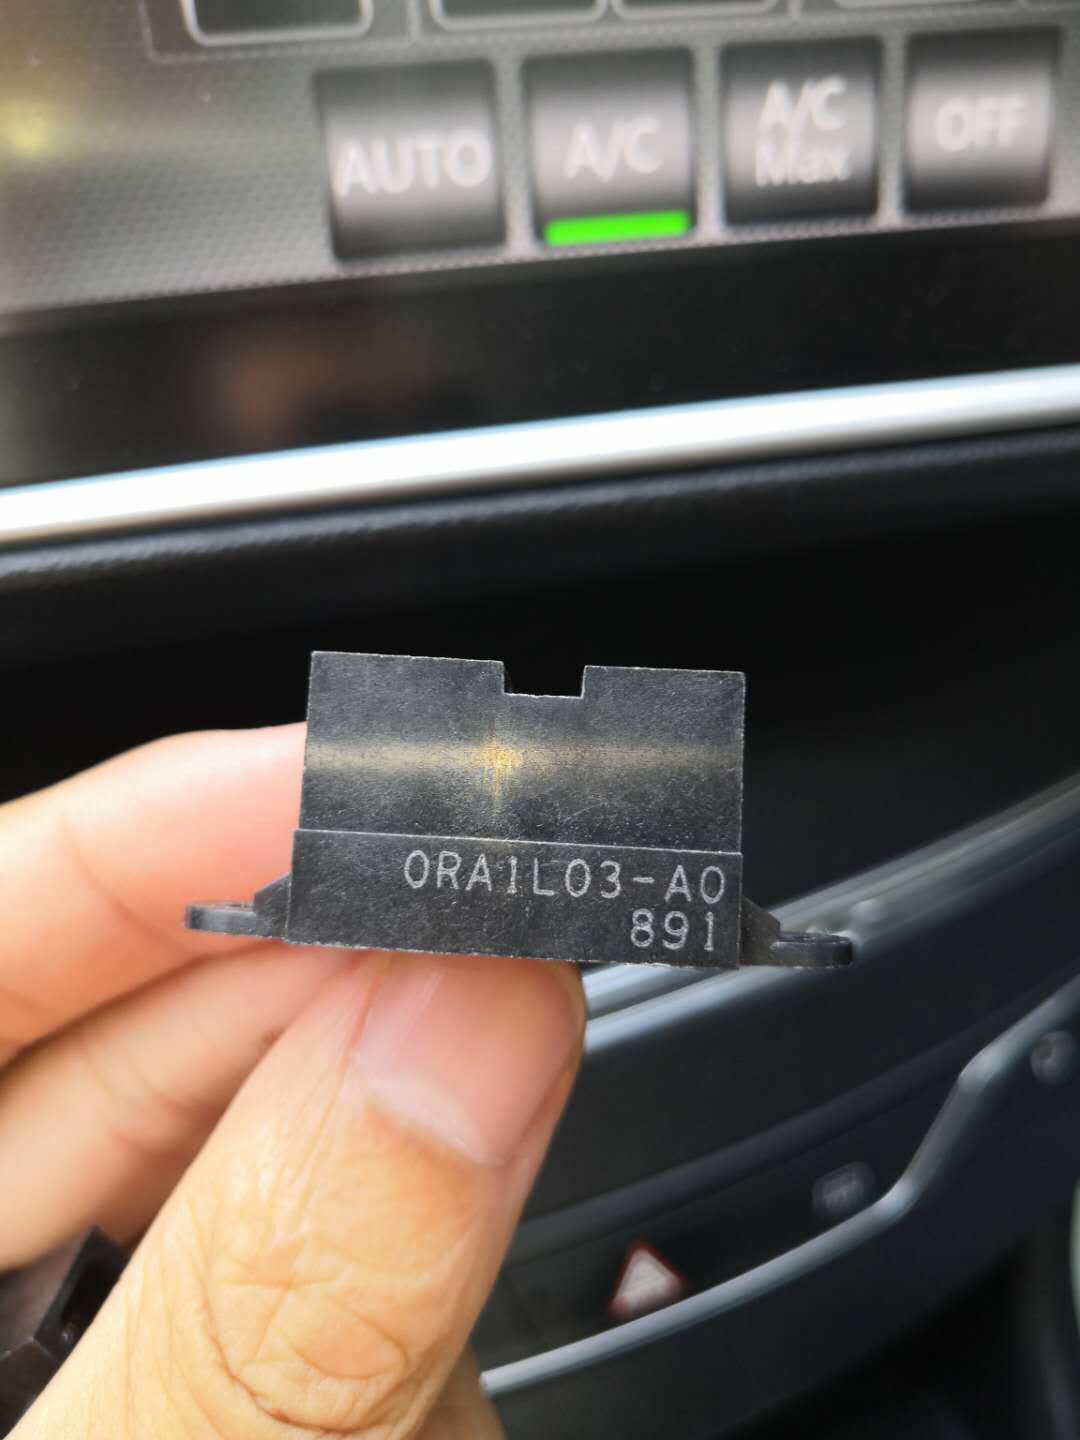 AUTO
A/C
A/C
Max
OFF
0RA1L03-A0
891